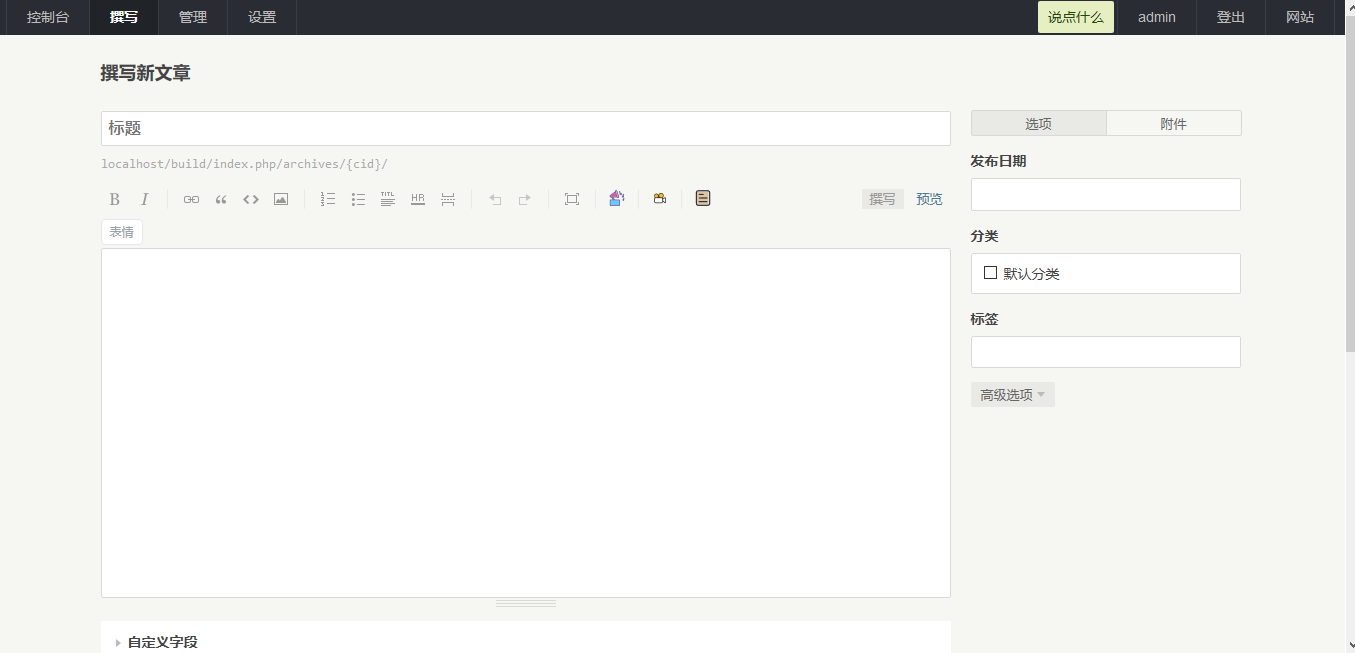 控制台 撰写 管理 设置 说点什么 admin 登出 网站
撰写新文章
标题
选项 附件
localhost/build/index.php/archives/{cid}/
发布日期
B I TITL HR 撰写 预览
表情
分类
默认分类
标签
高级选项
自定义字段